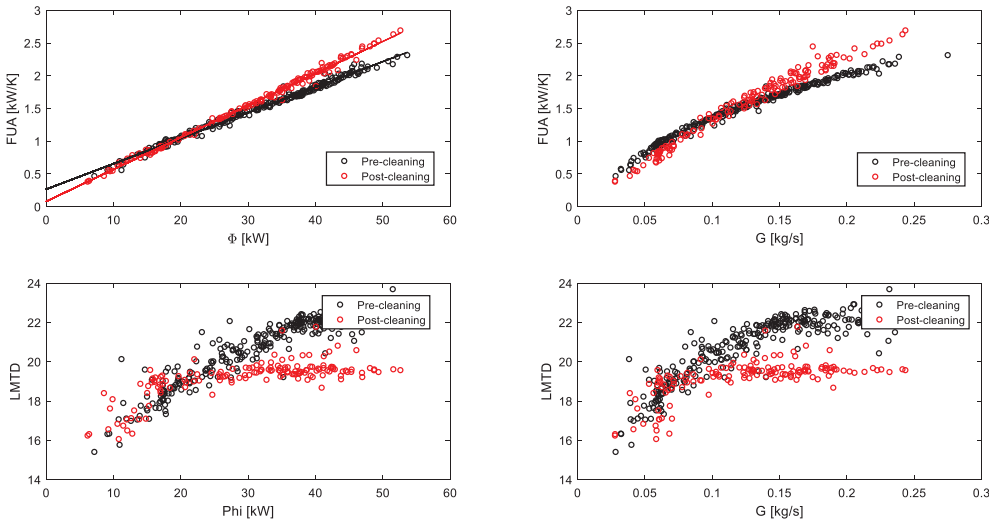 3
2.5
2
1.5
1
0.5
0
FUA [kW/K]
0 10 20 30 40 50 60
Φ [kW]
Pre-cleaning
Post-cleaning
3
2.5
2
1.5
1
0.5
0
FUA [kW/K]
0 0.05 0.1 0.15 0.2 0.25 0.3
G [kg/s]
Pre-cleaning
Post-cleaning
24
22
20
18
16
14
LMTD
0 10 20 30 40 50 60
Phi [kW]
Pre-cleaning
Post-cleaning
24
22
20
18
16
14
LMTD
0 0.05 0.1 0.15 0.2 0.25 0.3
G [kg/s]
Pre-cleaning
Post-cleaning